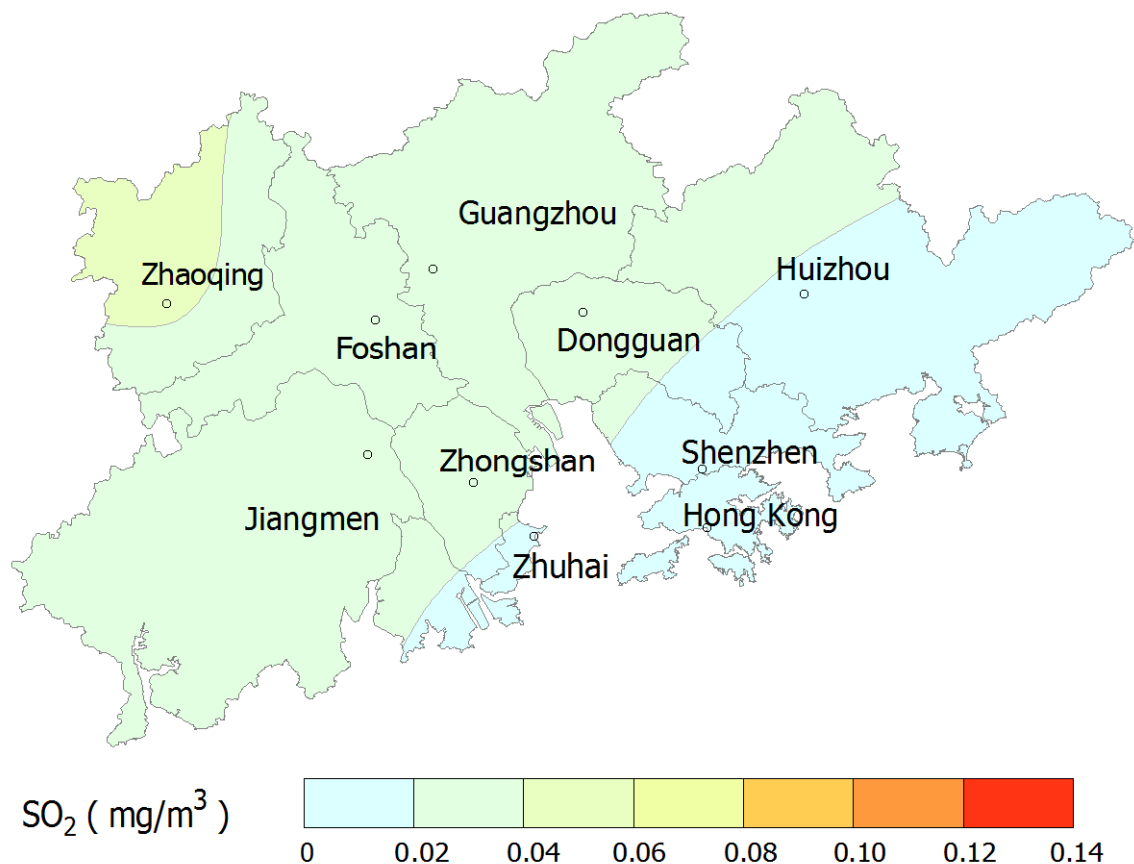 Guangzhou
Zhaoqing
Huizhou
Foshan
Dongguan
Zhongshan
Shenzhen
Jiangmen
Hong Kong
Zhuhai
SO₂ ( mg/m³ )
0 0.02 0.04 0.06 0.08 0.10 0.12 0.14